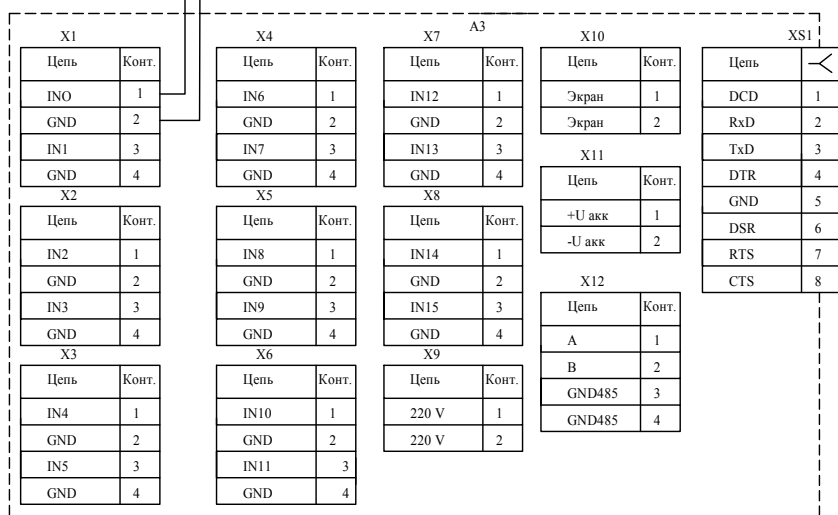 A3
X1
Цепь Конт.
INO 1
GND 2
IN1 3
GND 4
X2
Цепь Конт.
IN2 1
GND 2
IN3 3
GND 4
X3
Цепь Конт.
IN4 1
GND 2
IN5 3
GND 4
X4
Цепь Конт.
IN6 1
GND 2
IN7 3
GND 4
X5
Цепь Конт.
IN8 1
GND 2
IN9 3
GND 4
X6
Цепь Конт.
IN10 1
GND 2
IN11 3
GND 4
X7
Цепь Конт.
IN12 1
GND 2
IN13 3
GND 4
X8
Цепь Конт.
IN14 1
GND 2
IN15 3
GND 4
X9
Цепь Конт.
220 V 1
220 V 2
X10
Цепь Конт.
Экран 1
Экран 2
X11
Цепь Конт.
+U акк 1
-U акк 2
X12
Цепь Конт.
A 1
B 2
GND485 3
GND485 4
XS1
Цепь
DCD 1
RxD 2
TxD 3
DTR 4
GND 5
DSR 6
RTS 7
CTS 8